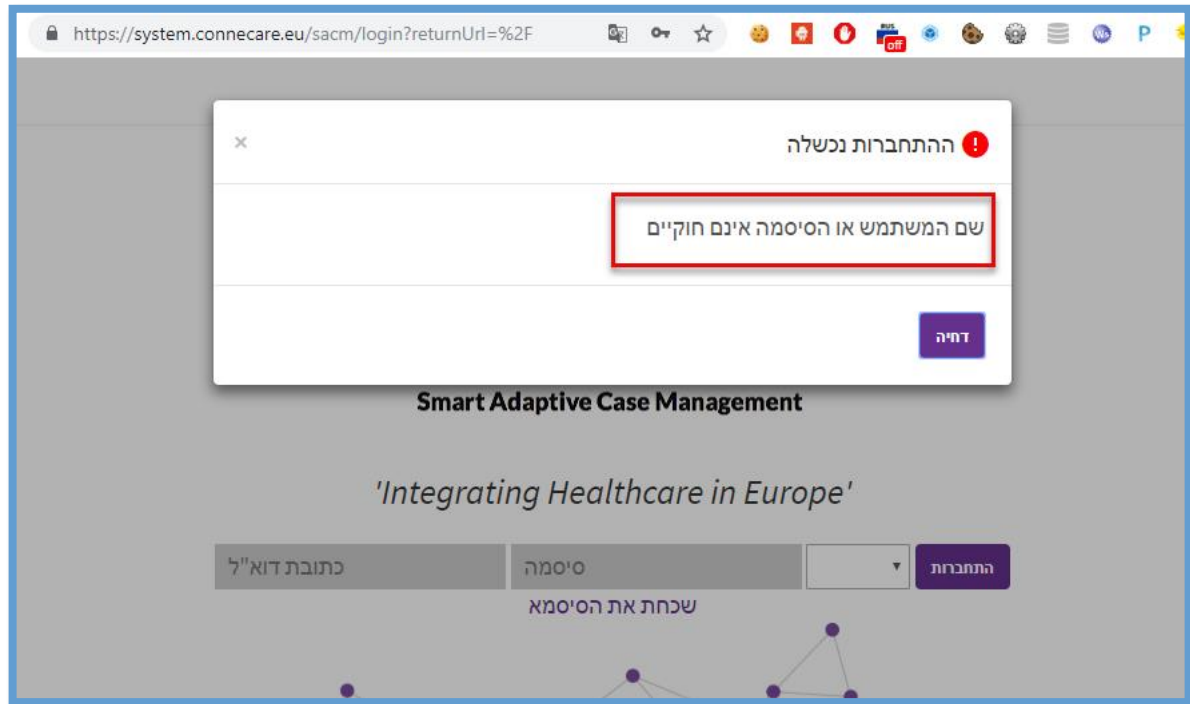 https://system.connecare.eu/sacm/login?returnUrl=%2F
off
P
ההתחברות נכשלה
שם המשתמש או הסיסמה אינם חוקיים
דחיה
Smart Adaptive Case Management
'Integrating Healthcare in Europe'
כתובת דוא"ל
סיסמה
התחברות
שכחת את הסיסמא